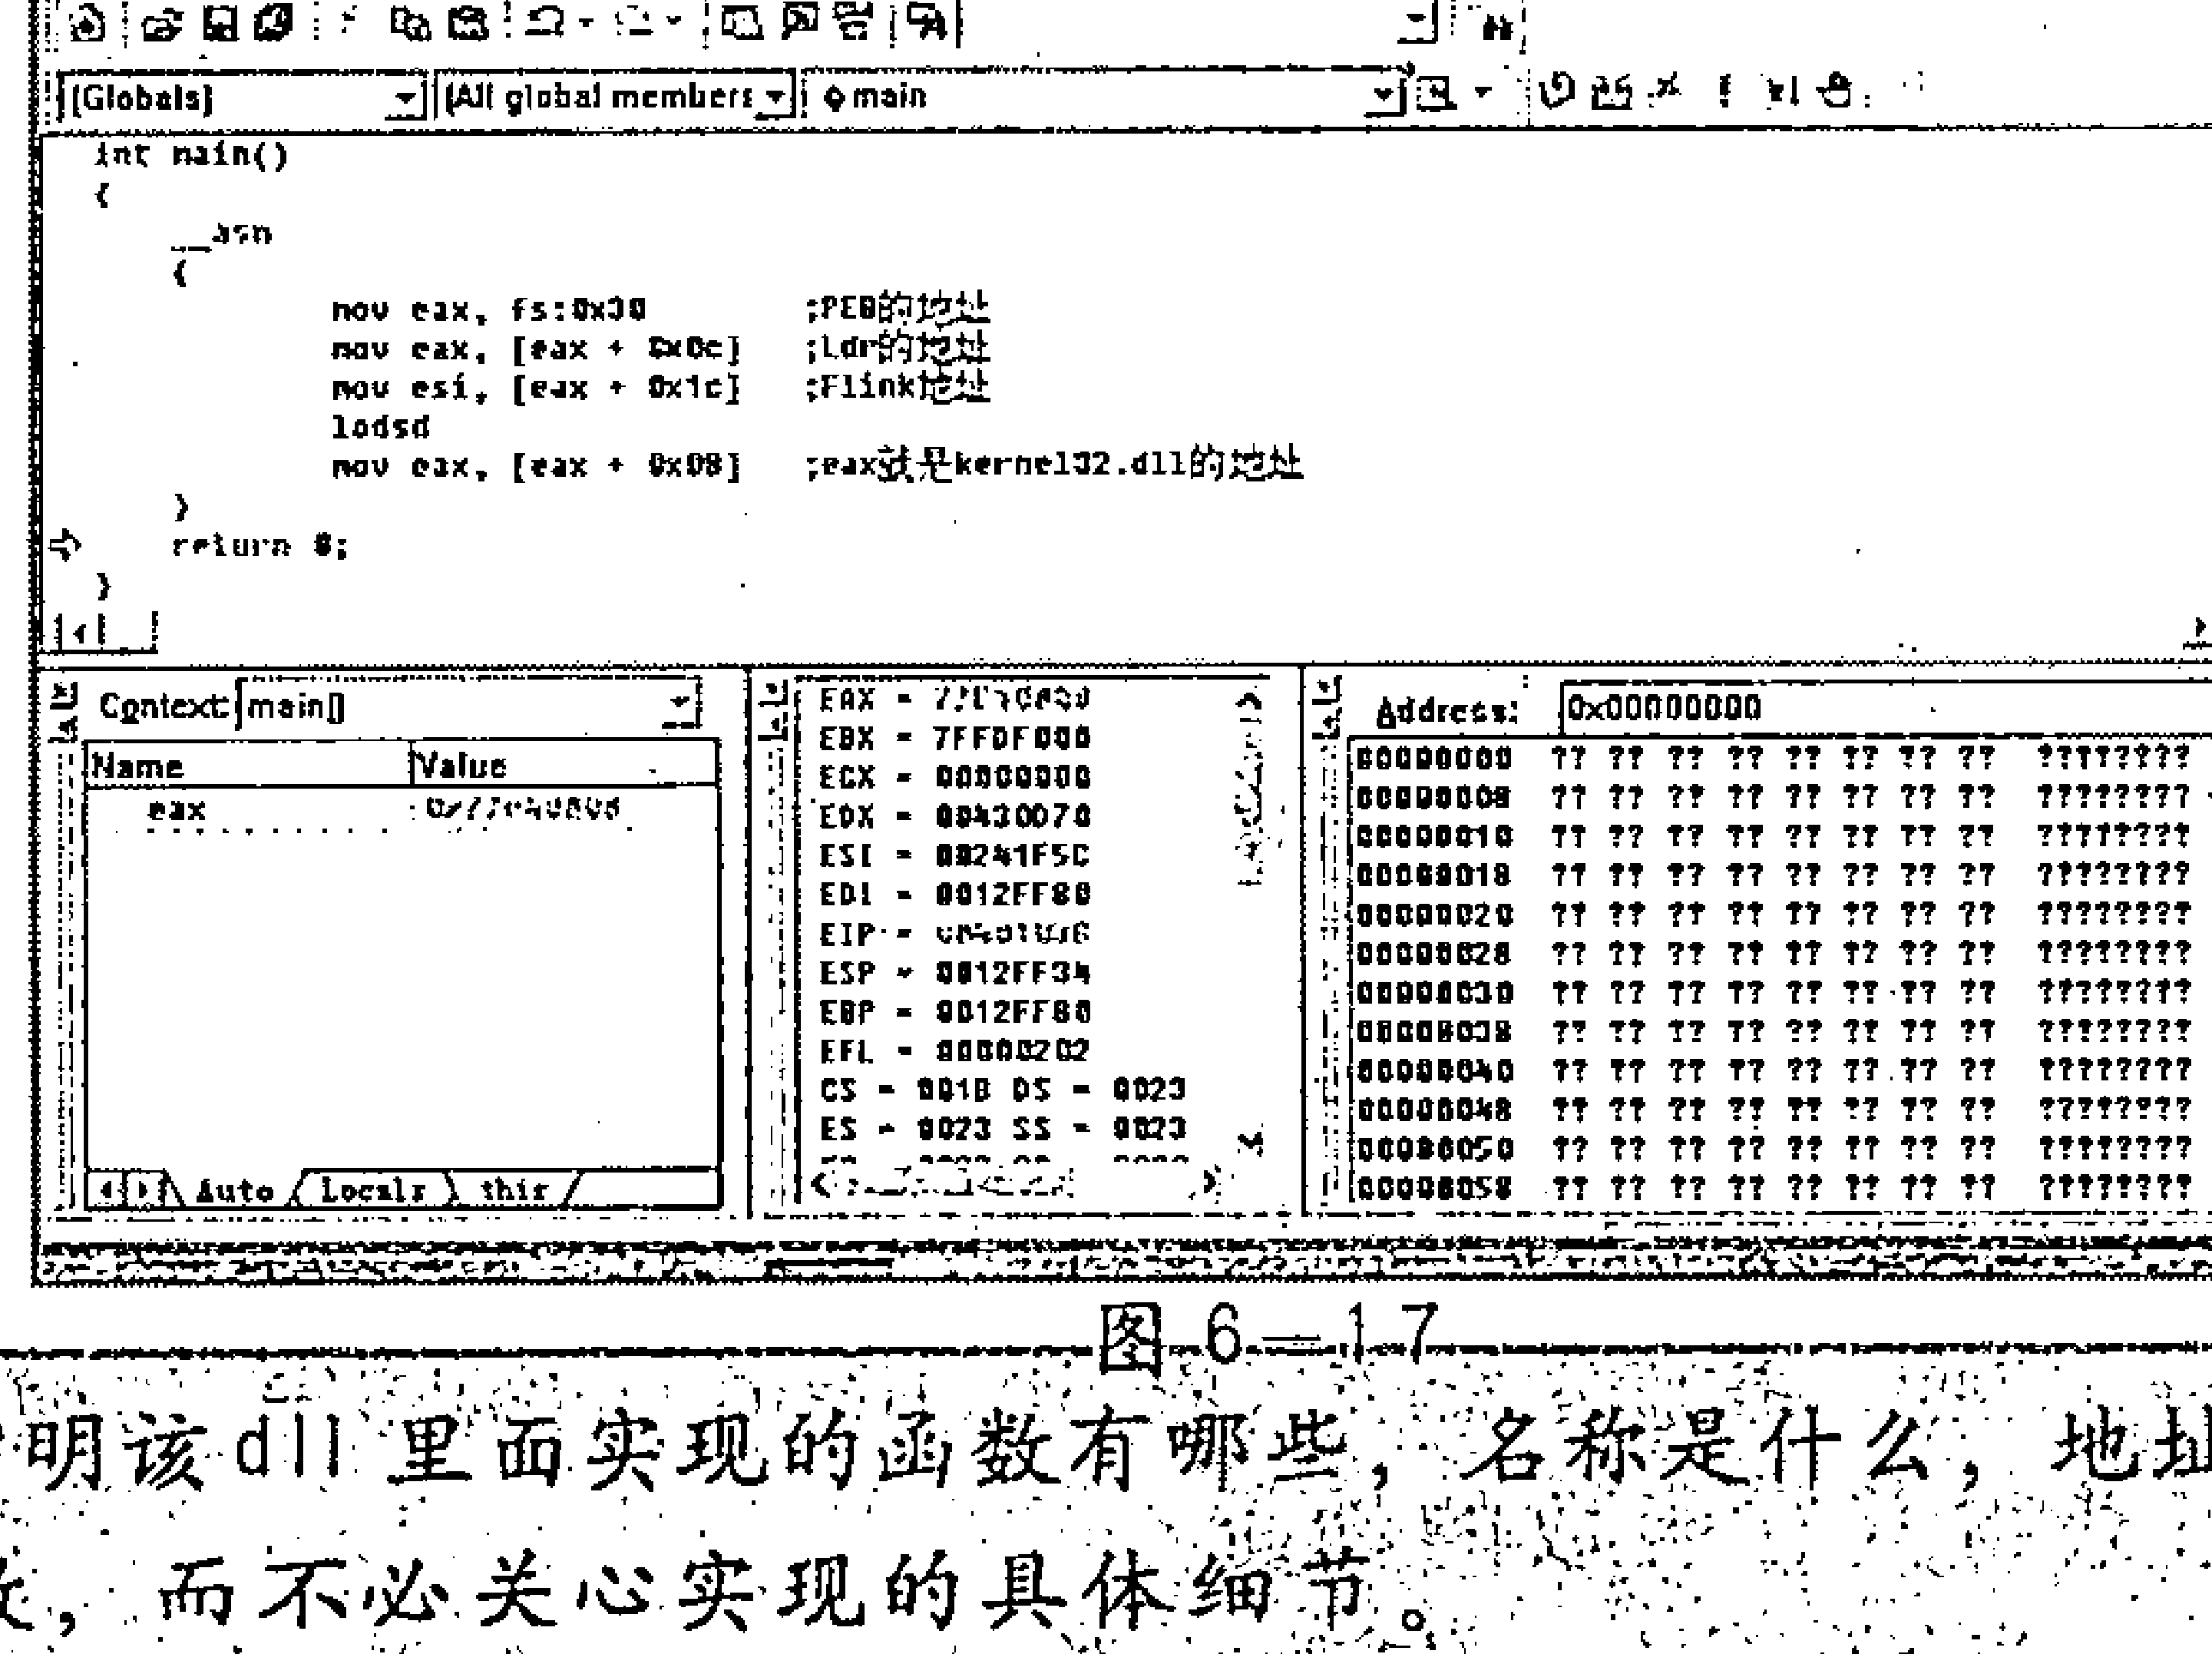 (Globals)
(All global members
main
int main()
{
__asm
{
mov eax, fs:0x30 ;PEB的地址
mov eax, [eax + 0x0c] ;Ldr的地址
mov esi, [eax + 0x1c] ;Flink地址
lodsd
mov eax, [eax + 0x08] ;eax就是kernel32.dll的地址
}
return 0;
}
Context: main()
Name Value
eax
Auto Locals this
EAX =
EBX = 7FFDF000
ECX = 00000000
EDX = 00430070
ESI = 00241F5C
EDI = 0012FF80
EIP =
ESP = 0012FF34
EBP = 0012FF80
EFL = 00000202
CS = 001B DS = 0023
ES = 0023 SS = 0023
Address: 0x00000000
00000000 ?? ?? ?? ?? ?? ?? ?? ?? ????????
00000008 ?? ?? ?? ?? ?? ?? ?? ?? ????????
00000010 ?? ?? ?? ?? ?? ?? ?? ?? ????????
00000018 ?? ?? ?? ?? ?? ?? ?? ?? ????????
00000020 ?? ?? ?? ?? ?? ?? ?? ?? ????????
00000028 ?? ?? ?? ?? ?? ?? ?? ?? ????????
00000030 ?? ?? ?? ?? ?? ?? ?? ?? ????????
00000038 ?? ?? ?? ?? ?? ?? ?? ?? ????????
00000040 ?? ?? ?? ?? ?? ?? ?? ?? ????????
00000048 ?? ?? ?? ?? ?? ?? ?? ?? ????????
00000050 ?? ?? ?? ?? ?? ?? ?? ?? ????????
00000058 ?? ?? ?? ?? ?? ?? ?? ?? ????????
图 6－17
明该dll里面实现的函数有哪些，名称是什么，地址
，而不必关心实现的具体细节。